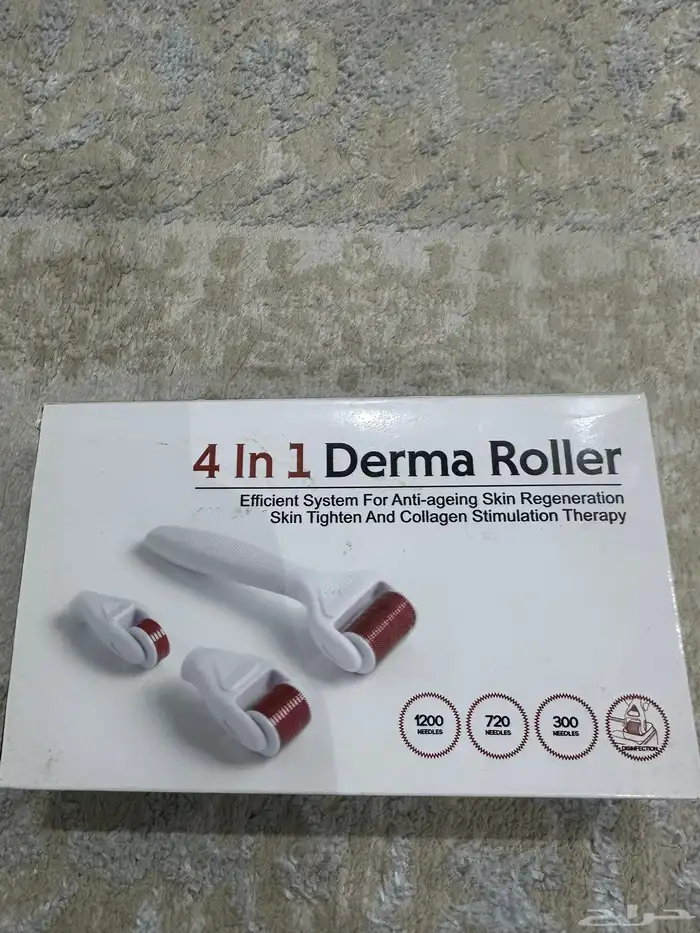 4 In 1 Derma Roller
Efficient System For Anti-ageing Skin Regeneration
Skin Tighten And Collagen Stimulation Therapy
1200
NEEDLES
720
NEEDLES
300
NEEDLES
DISINFECTION
حراج